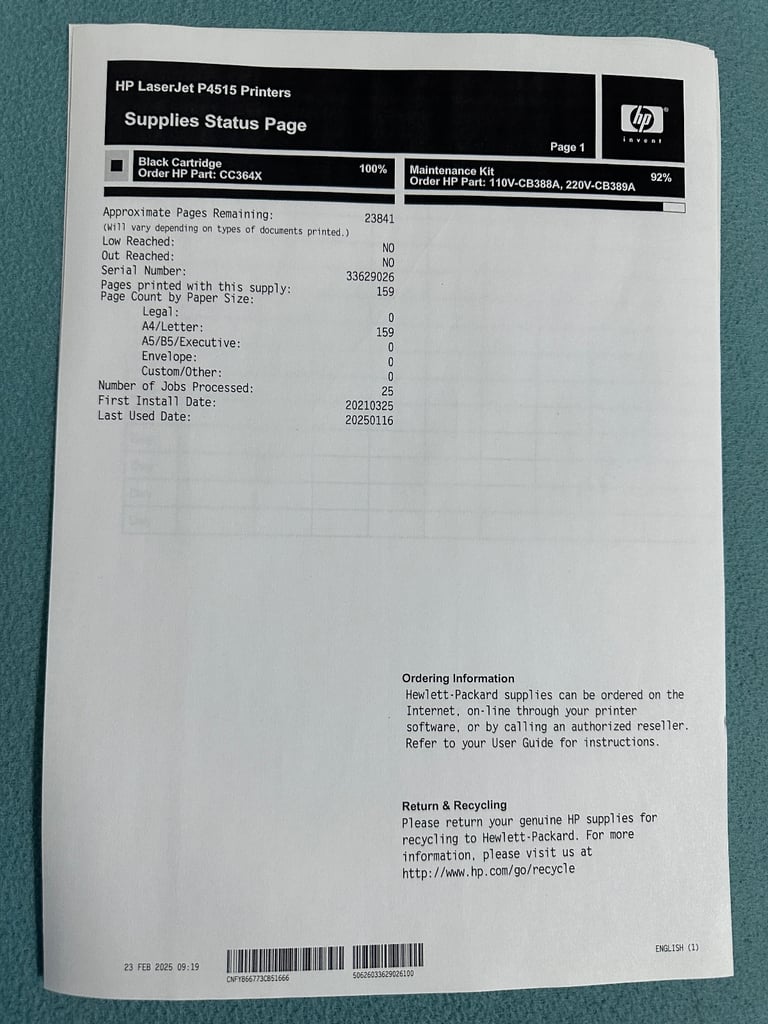 HP LaserJet P4515 Printers
Supplies Status Page
Page 1
hp
®
invent
Black Cartridge 100%
Order HP Part: CC364X
Maintenance Kit 92%
Order HP Part: 110V-CB388A, 220V-CB389A
Approximate Pages Remaining: 23841
(Will vary depending on types of documents printed.)
Low Reached: NO
Out Reached: NO
Serial Number: 33629026
Pages printed with this supply: 159
Page Count by Paper Size:
Legal: 0
A4/Letter: 159
A5/B5/Executive: 0
Envelope: 0
Custom/Other: 0
Number of Jobs Processed: 25
First Install Date: 20210325
Last Used Date: 20250116
Ordering Information
Hewlett-Packard supplies can be ordered on the
Internet, on-line through your printer
software, or by calling an authorized reseller.
Refer to your User Guide for instructions.
Return & Recycling
Please return your genuine HP supplies for
recycling to Hewlett-Packard. For more
information, please visit us at
http://www.hp.com/go/recycle
23 FEB 2025 09:19
CNFY866773CB51666
50626033629026100
ENGLISH (1)